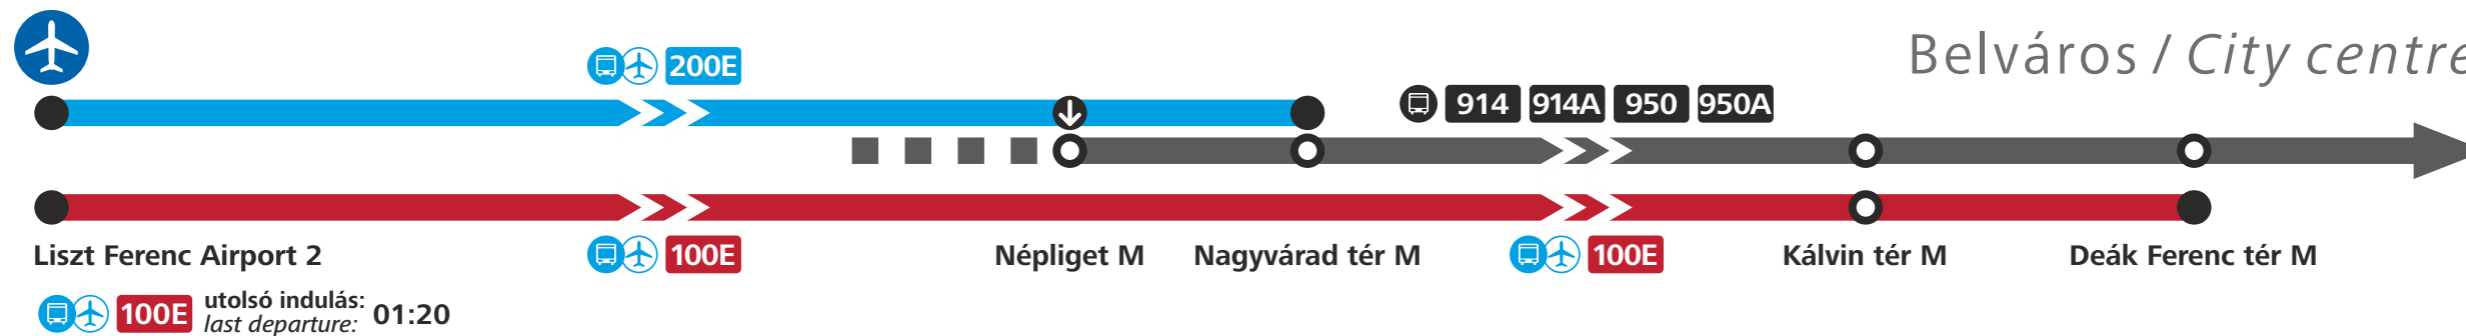 Belváros / City centre
200E
914 914A 950 950A
Liszt Ferenc Airport 2
100E
Népliget M
Nagyvárad tér M
100E
Kálvin tér M
Deák Ferenc tér M
100E utolsó indulás: 01:20
last departure: